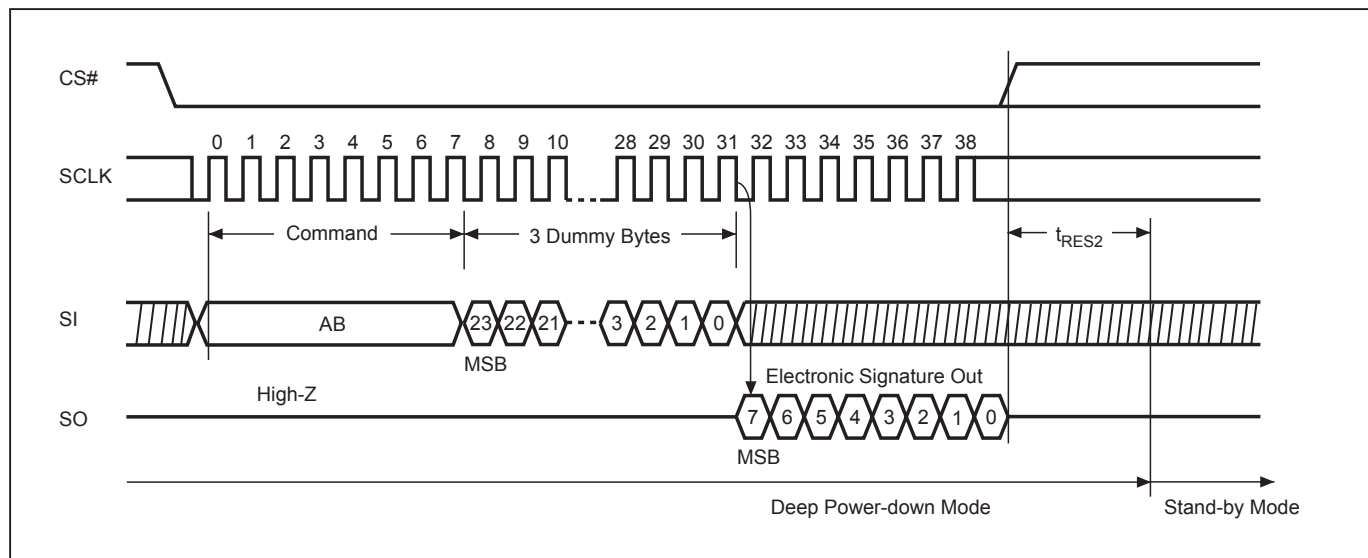 CS#
0 1 2 3 4 5 6 7 8 9 10 28 29 30 31 32 33 34 35 36 37 38
SCLK
Command 3 Dummy Bytes tRES2
SI AB 23 22 21 3 2 1 0
MSB
High-Z Electronic Signature Out
SO 7 6 5 4 3 2 1 0
MSB
Deep Power-down Mode Stand-by Mode